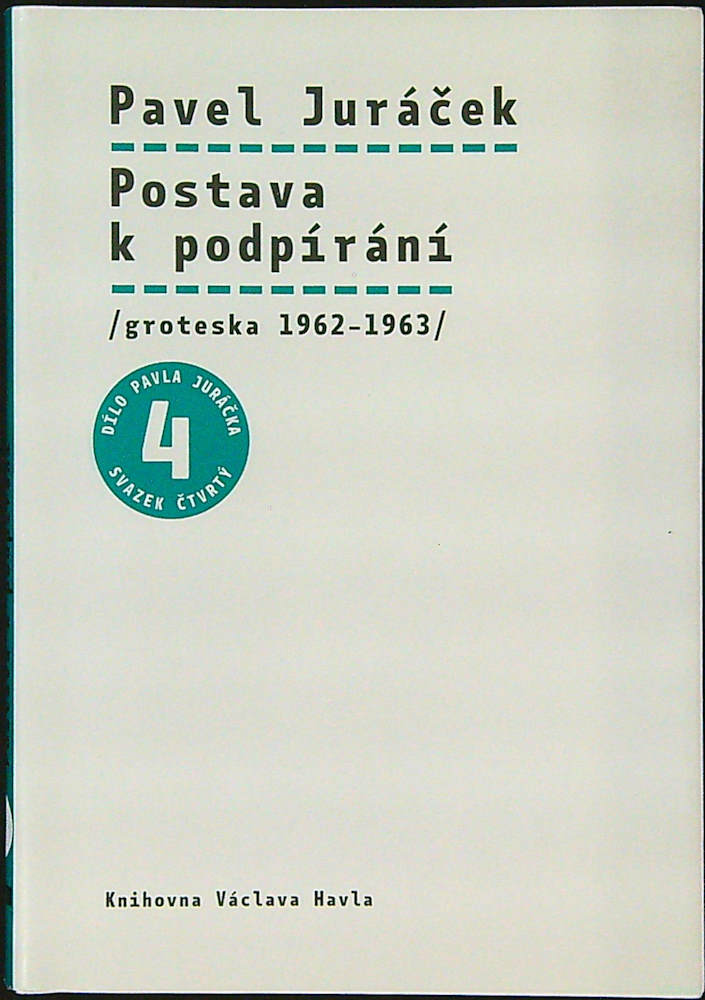 Pavel Juráček
Postava
k podpírání
/groteska 1962–1963/
DÍLO PAVLA JURÁČKA
4
SVAZEK ČTVRTÝ
Knihovna Václava Havla